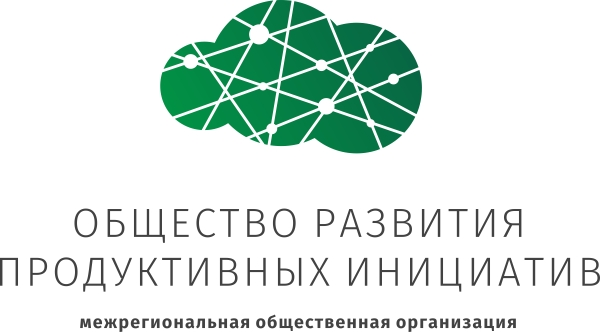 ОБЩЕСТВО РАЗВИТИЯ
ПРОДУКТИВНЫХ ИНИЦИАТИВ
межрегиональная общественная организация